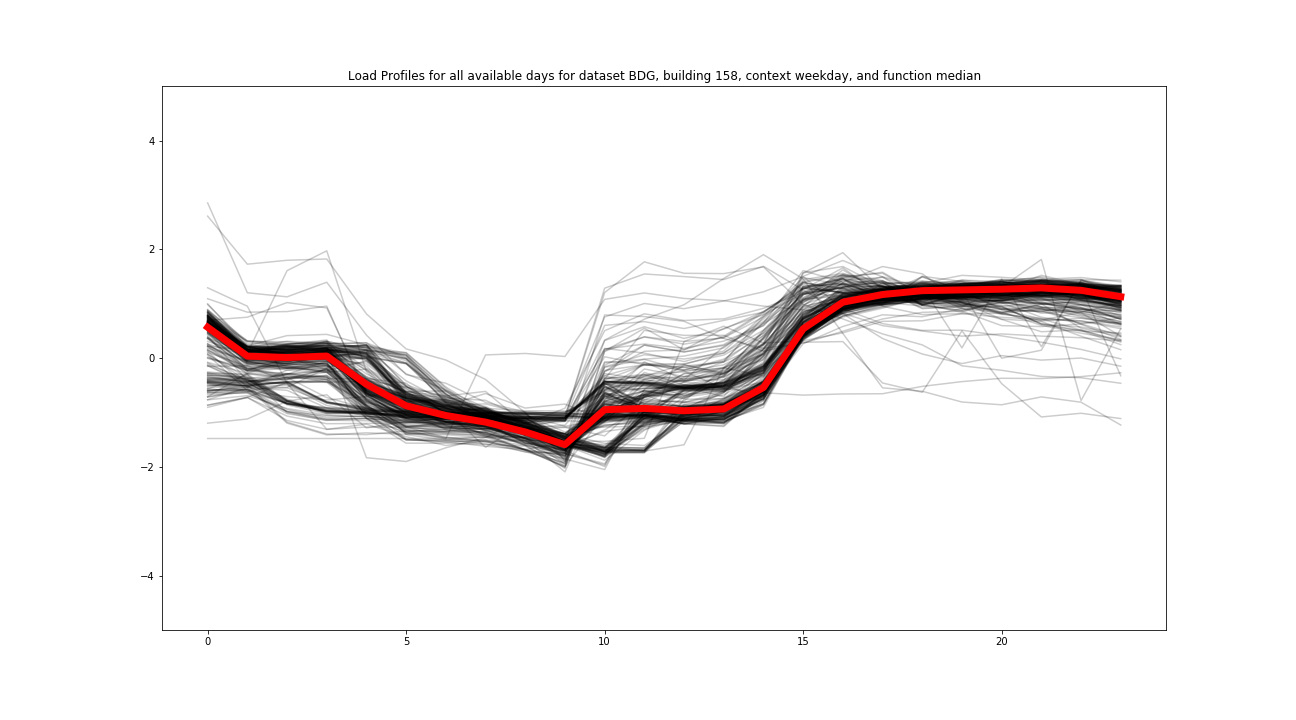 Load Profiles for all available days for dataset BDG, building 158, context weekday, and function median
4
2
0
−2
−4
0 5 10 15 20